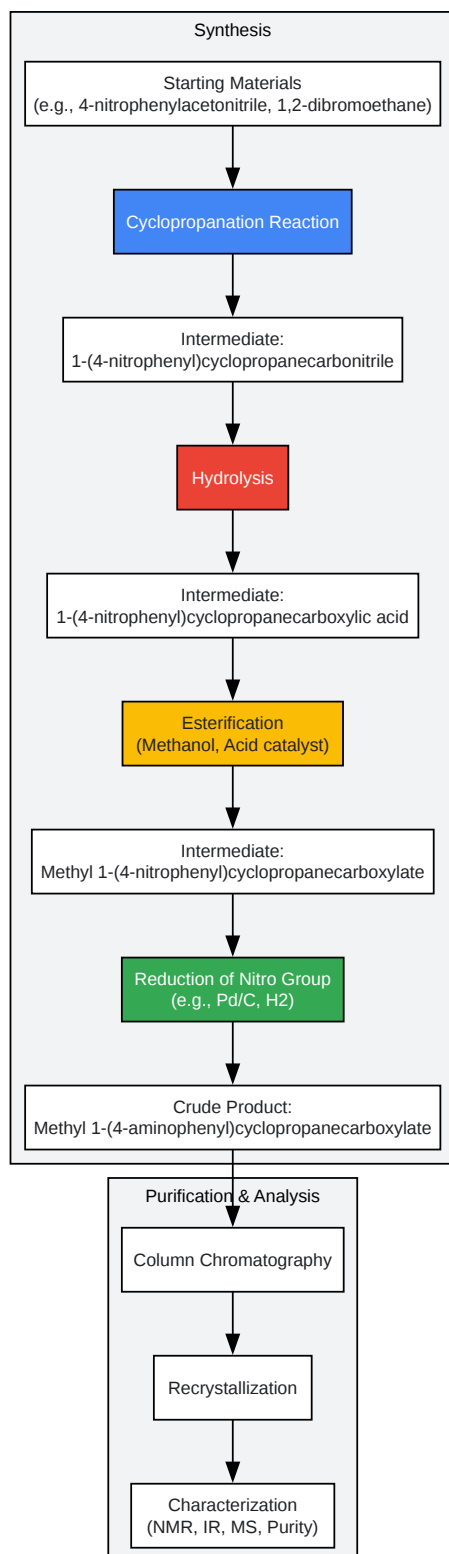 Synthesis
Starting Materials
(e.g., 4-nitrophenylacetonitrile, 1,2-dibromoethane)
Cyclopropanation Reaction
Intermediate:
1-(4-nitrophenyl)cyclopropanecarbonitrile
Hydrolysis
Intermediate:
1-(4-nitrophenyl)cyclopropanecarboxylic acid
Esterification
(Methanol, Acid catalyst)
Intermediate:
Methyl 1-(4-nitrophenyl)cyclopropanecarboxylate
Reduction of Nitro Group
(e.g., Pd/C, H2)
Crude Product:
Methyl 1-(4-aminophenyl)cyclopropanecarboxylate
Purification & Analysis
Column Chromatography
Recrystallization
Characterization
(NMR, IR, MS, Purity)